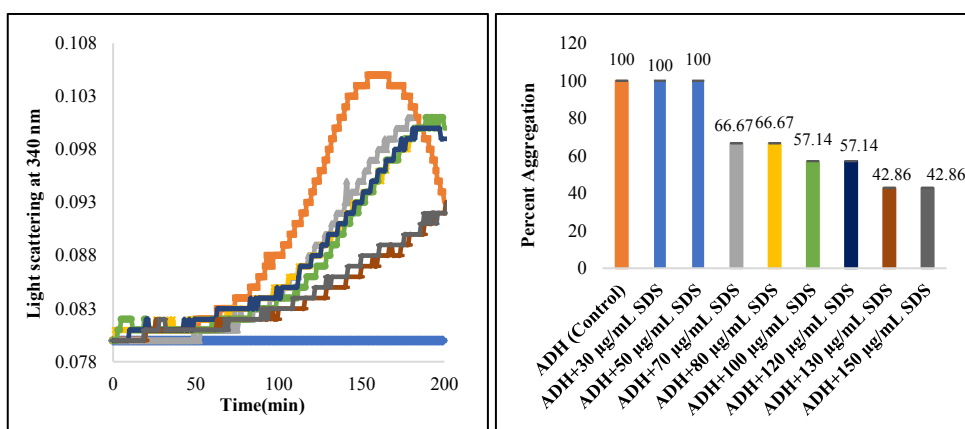 0.108
0.103
0.098
0.093
0.088
0.083
0.078
0 50 100 150 200
Light scattering at 340 nm
Time(min)
120
100
80
60
40
20
0
Percent Aggregation
100 100 100 66.67 66.67 57.14 57.14 42.86 42.86
ADH (Control)
ADH+30 µg/mL SDS
ADH+50 µg/mL SDS
ADH+70 µg/mL SDS
ADH+80 µg/mL SDS
ADH+100 µg/mL SDS
ADH+120 µg/mL SDS
ADH+130 µg/mL SDS
ADH+150 µg/mL SDS